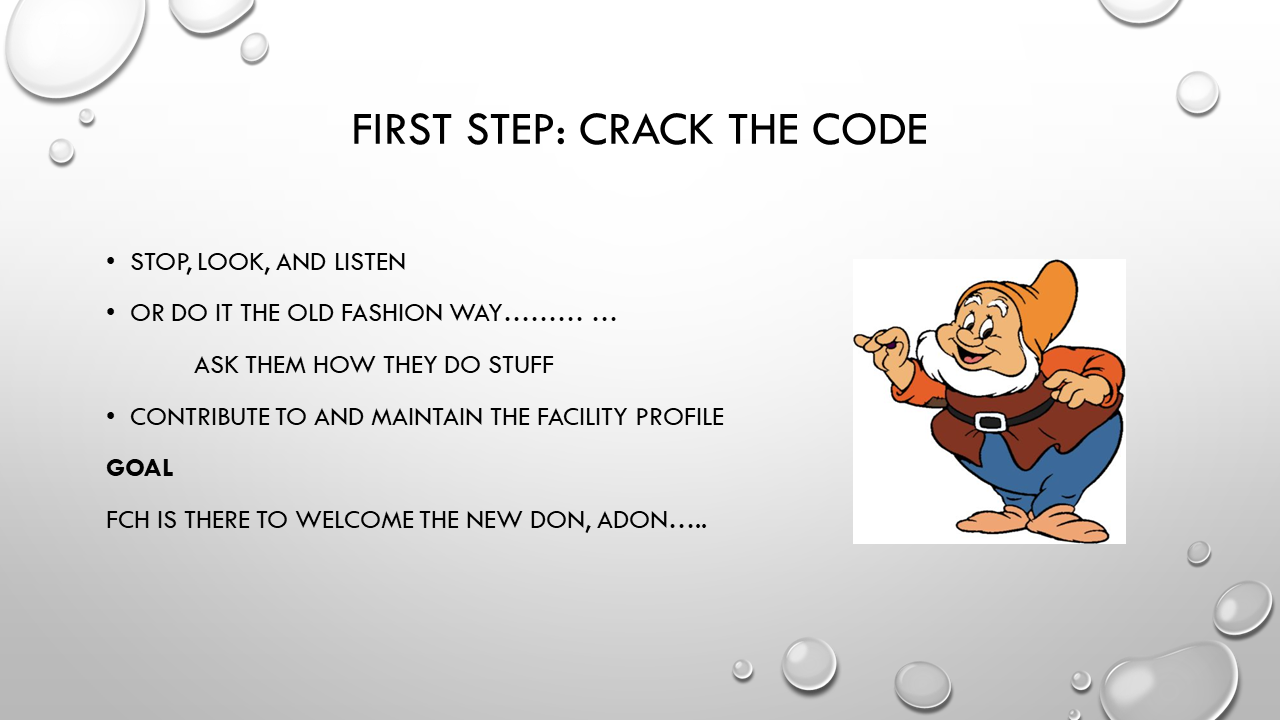 FIRST STEP: CRACK THE CODE
• STOP, LOOK, AND LISTEN
• OR DO IT THE OLD FASHION WAY……… …
ASK THEM HOW THEY DO STUFF
• CONTRIBUTE TO AND MAINTAIN THE FACILITY PROFILE
GOAL
FCH IS THERE TO WELCOME THE NEW DON, ADON…..